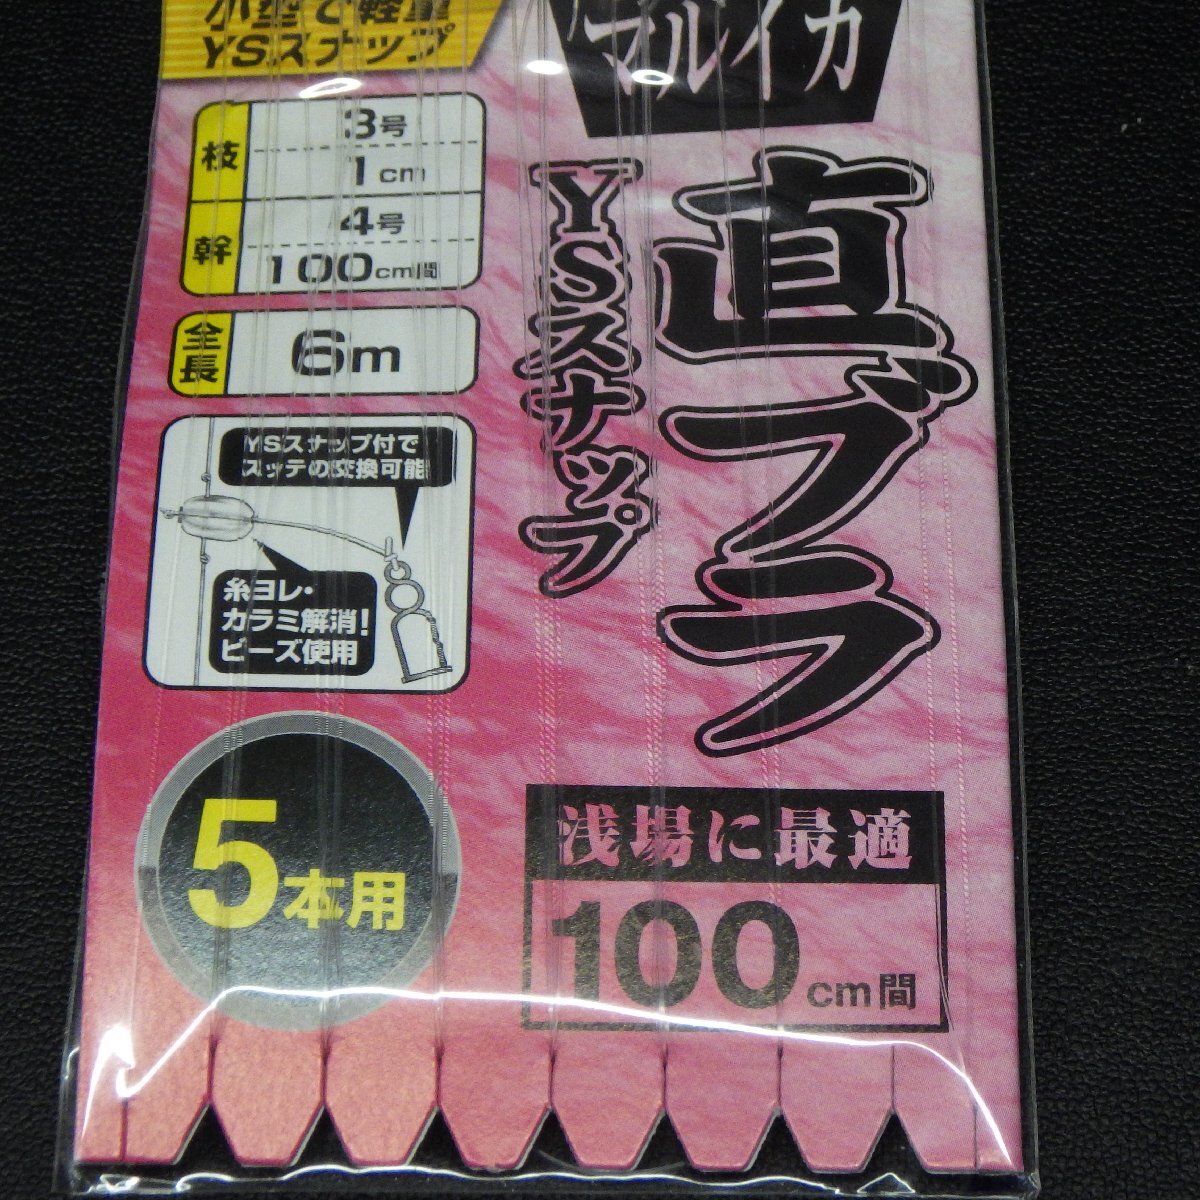 小型で軽量
YSスナップ
マルイカ
直ブラ
YSスナップ
枝
3号
1cm
幹
4号
100cm間
全長
6m
YSスナップ付で
スッテの交換可能
糸ヨレ・
カラミ解消!
ビーズ使用
5本用
浅場に最適
100cm間